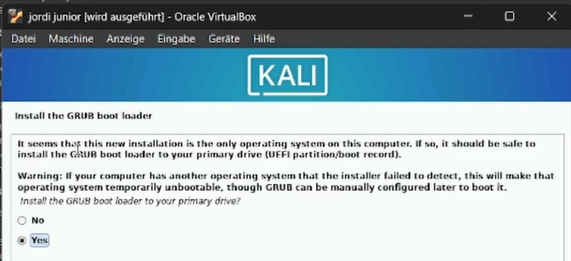 jordi junior [wird ausgeführt] - Oracle VirtualBox
Datei Maschine Anzeige Eingabe Geräte Hilfe
KALI
Install the GRUB boot loader
It seems that this new installation is the only operating system on this computer. If so, it should be safe to
install the GRUB boot loader to your primary drive (UEFI partition/boot record).
Warning: If your computer has another operating system that the installer failed to detect, this will make that
operating system temporarily unbootable, though GRUB can be manually configured later to boot it.
Install the GRUB boot loader to your primary drive?
No
Yes